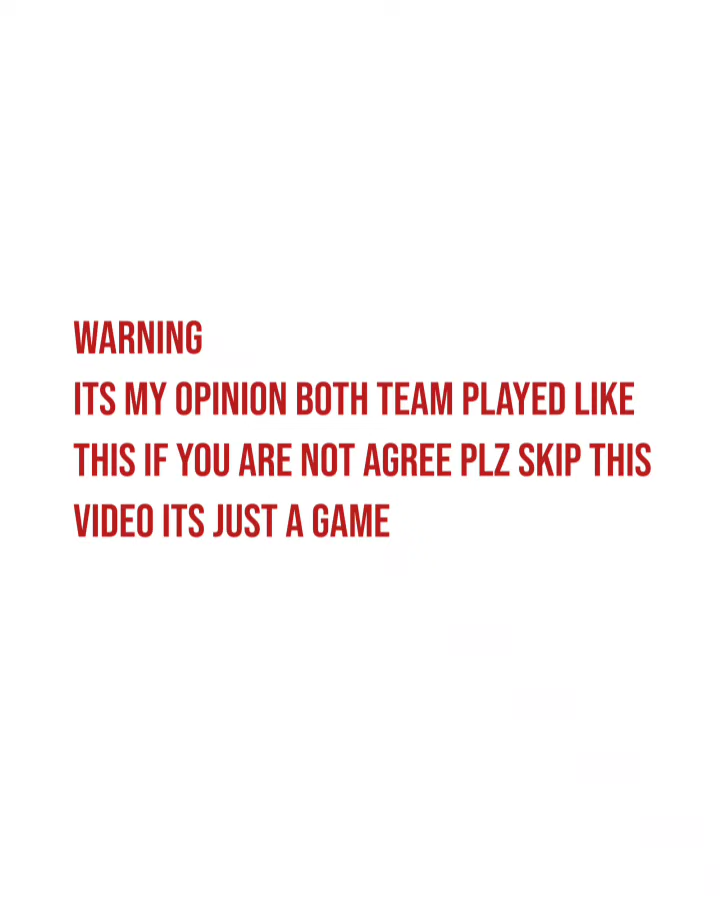 WARNING
ITS MY OPINION BOTH TEAM PLAYED LIKE
THIS IF YOU ARE NOT AGREE PLZ SKIP THIS
VIDEO ITS JUST A GAME